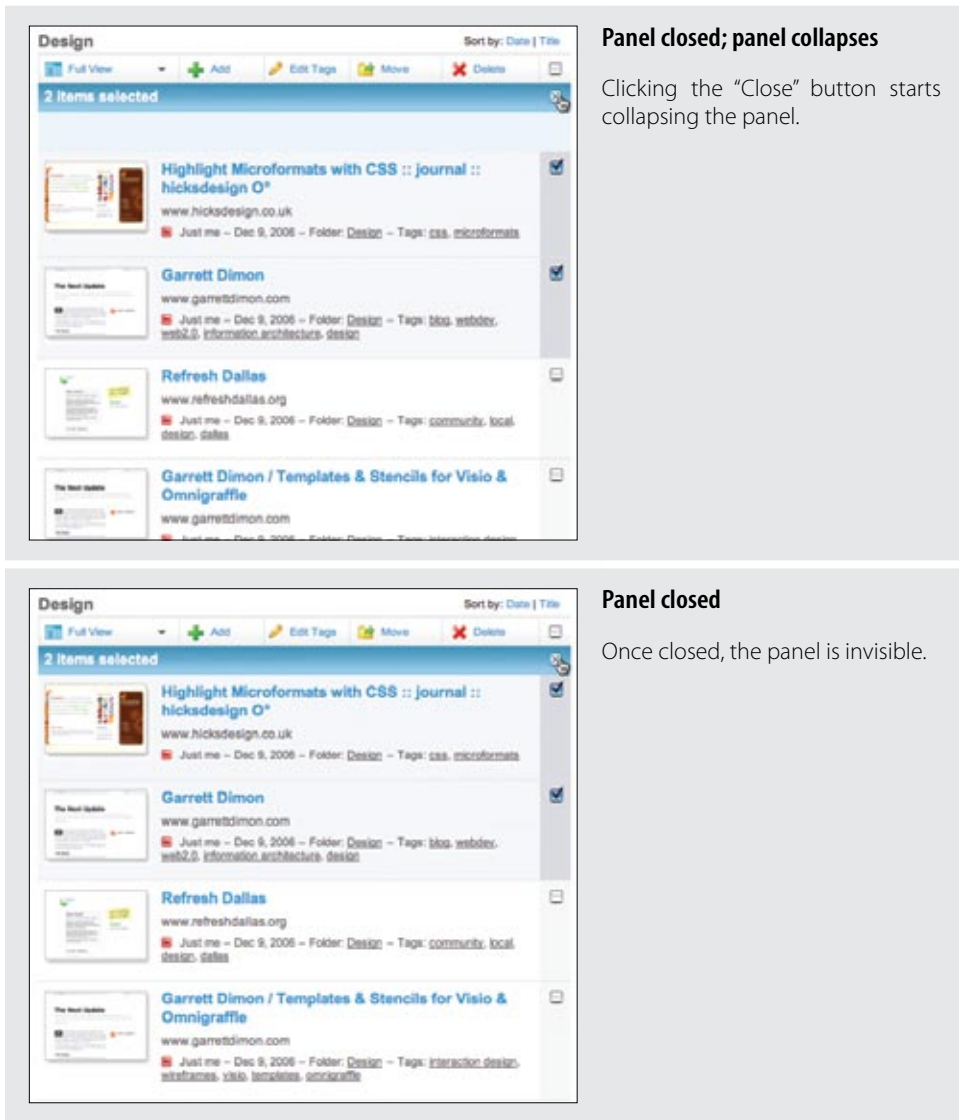 Design
Sort by: Date | Title
Full View Add Edit Tags Move Delete
2 items selected
Highlight Microformats with CSS :: journal ::
hicksdesign O*
www.hicksdesign.co.uk
Just me – Dec 9, 2006 – Folder: Design – Tags: css, microformats
Garrett Dimon
www.garrettdimon.com
Just me – Dec 9, 2006 – Folder: Design – Tags: blog, webdev,
web2.0, information architecture, design
Refresh Dallas
www.refreshdallas.org
Just me – Dec 9, 2006 – Folder: Design – Tags: community, local,
design, dallas
Garrett Dimon / Templates & Stencils for Visio &
Omnigraffle
www.garrettdimon.com
Just me – Dec 9, 2006 – Folder: Design – Tags: interaction design,
Panel closed; panel collapses
Clicking the “Close” button starts
collapsing the panel.
Design
Sort by: Date | Title
Full View Add Edit Tags Move Delete
2 items selected
Highlight Microformats with CSS :: journal ::
hicksdesign O*
www.hicksdesign.co.uk
Just me – Dec 9, 2006 – Folder: Design – Tags: css, microformats
Garrett Dimon
www.garrettdimon.com
Just me – Dec 9, 2006 – Folder: Design – Tags: blog, webdev,
web2.0, information architecture, design
Refresh Dallas
www.refreshdallas.org
Just me – Dec 9, 2006 – Folder: Design – Tags: community, local,
design, dallas
Garrett Dimon / Templates & Stencils for Visio &
Omnigraffle
www.garrettdimon.com
Just me – Dec 9, 2006 – Folder: Design – Tags: interaction design,
wireframes, visio, templates, omnigraffle
Panel closed
Once closed, the panel is invisible.